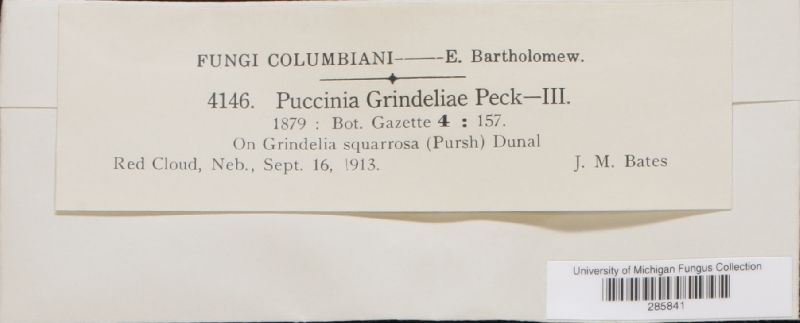 FUNGI COLUMBIANI——E. Bartholomew.
4146. Puccinia Grindeliae Peck—III.
1879 : Bot. Gazette 4 : 157.
On Grindelia squarrosa (Pursh) Dunal
Red Cloud, Neb., Sept. 16, 1913. J. M. Bates
University of Michigan Fungus Collection
285841